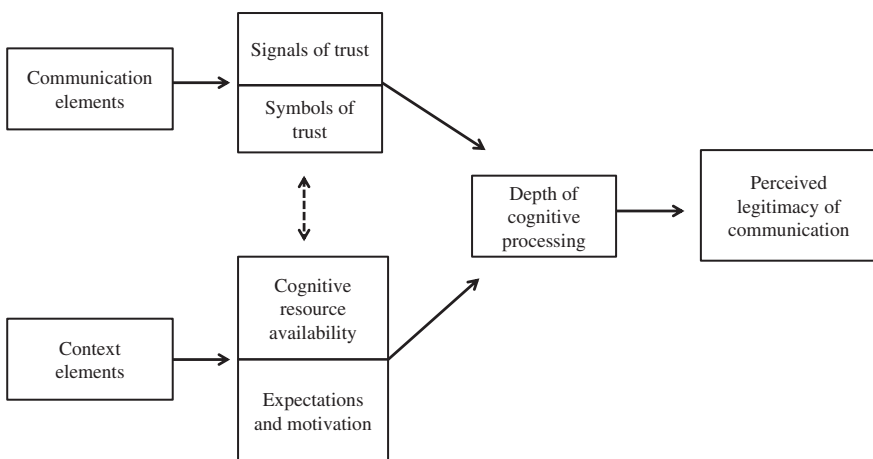 Communication
elements
Signals of trust
Symbols of
trust
Depth of
cognitive
processing
Perceived
legitimacy of
communication
Context
elements
Cognitive
resource
availability
Expectations
and motivation